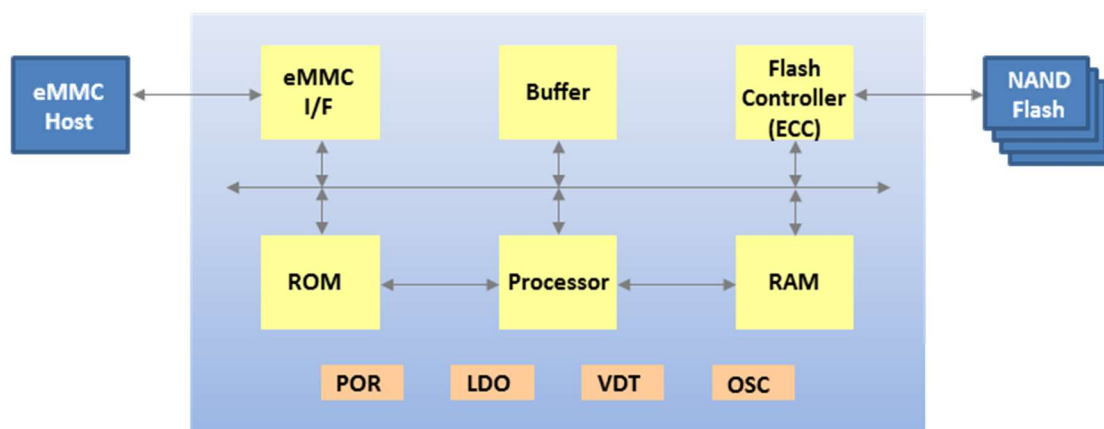 eMMC
Host
eMMC
I/F
Buffer
Flash
Controller
(ECC)
NAND
Flash
ROM
Processor
RAM
POR
LDO
VDT
OSC